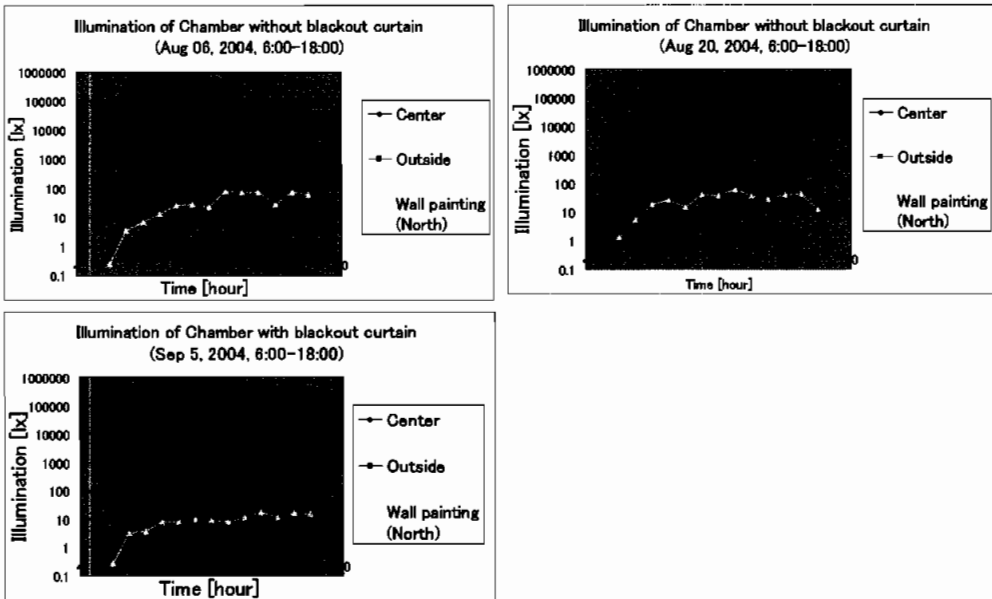 Illumination of Chamber without blackout curtain
(Aug 06, 2004, 6:00-18:00)
Illumination [lx]
1000000
100000
10000
1000
100
10
1
0.1
0
Time [hour]
Center
Outside
Wall painting
(North)
Illumination of Chamber without blackout curtain
(Aug 20, 2004, 6:00-18:00)
Illumination [lx]
1000000
100000
10000
1000
100
10
1
0.1
0
Time [hour]
Center
Outside
Wall painting
(North)
Illumination of Chamber with blackout curtain
(Sep 5, 2004, 6:00-18:00)
Illumination [lx]
1000000
100000
10000
1000
100
10
1
0.1
0
Time [hour]
Center
Outside
Wall painting
(North)